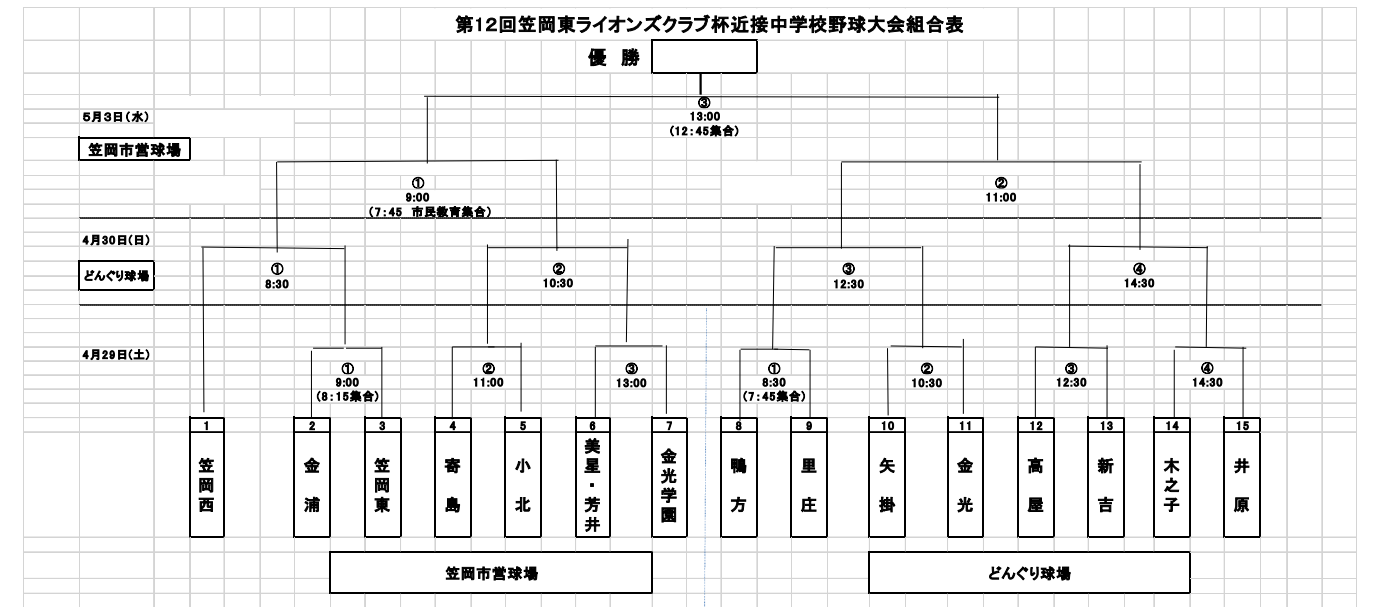 第12回笠岡東ライオンズクラブ杯近接中学校野球大会組合表
優 勝
③
13:00
(12:45集合)
5月3日(水)
笠岡市営球場
①
9:00
(7:45 市民教育集合)
②
11:00
4月30日(日)
どんぐり球場
①
8:30
②
10:30
③
12:30
④
14:30
4月29日(土)
①
9:00
(8:15集合)
②
11:00
③
13:00
①
8:30
(7:45集合)
②
10:30
③
12:30
④
14:30
1
笠岡西
2
金浦
3
笠岡東
4
寄島
5
小北
6
美星・芳井
7
金光学園
8
鴨方
9
里庄
10
矢掛
11
金光
12
高屋
13
新吉
14
木之子
15
井原
笠岡市営球場
どんぐり球場